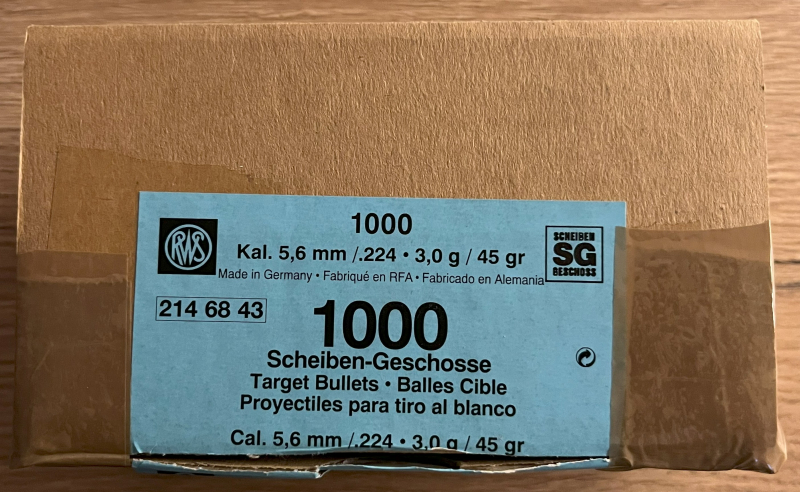 1000
RWS
Kal. 5,6 mm /.224 • 3,0 g / 45 gr
SCHEIBEN
SG
GESCHOSS
Made in Germany • Fabriqué en RFA • Fabricado en Alemania
214 68 43
1000
Scheiben-Geschosse
Target Bullets • Balles Cible
Proyectiles para tiro al blanco
Cal. 5,6 mm /.224 • 3,0 g / 45 gr